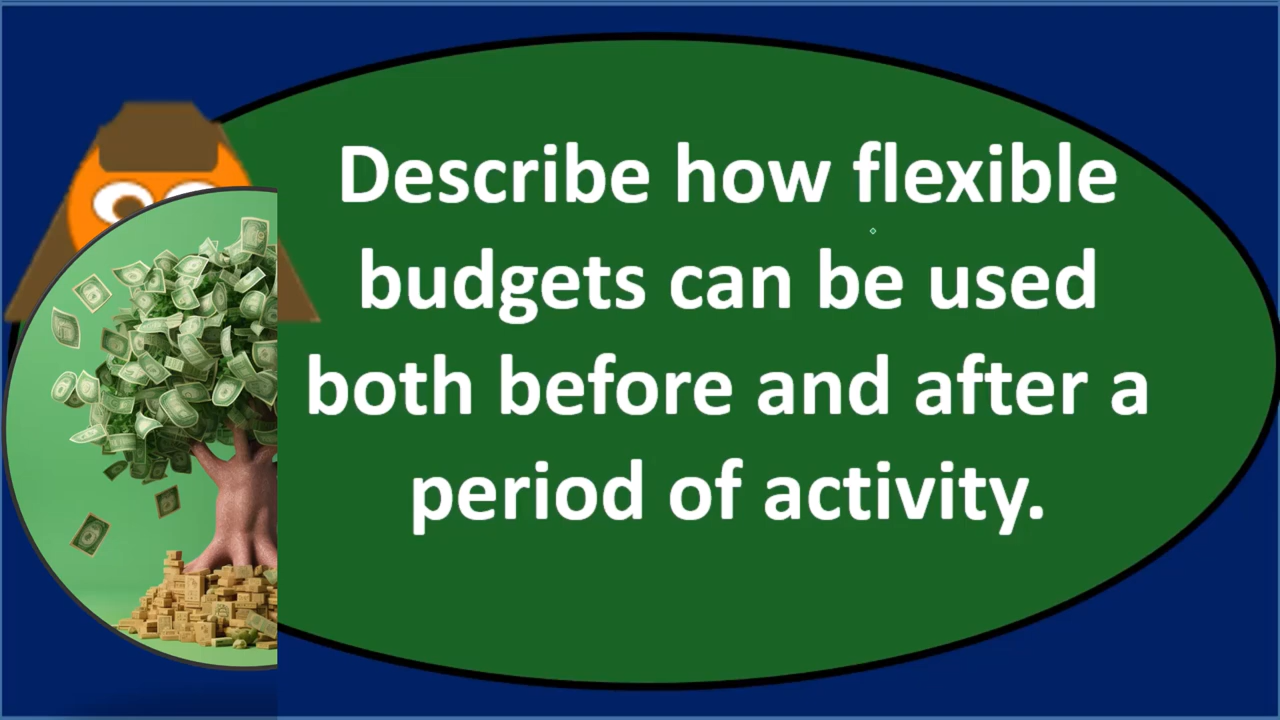 Describe how flexible
budgets can be used
both before and after a
period of activity.